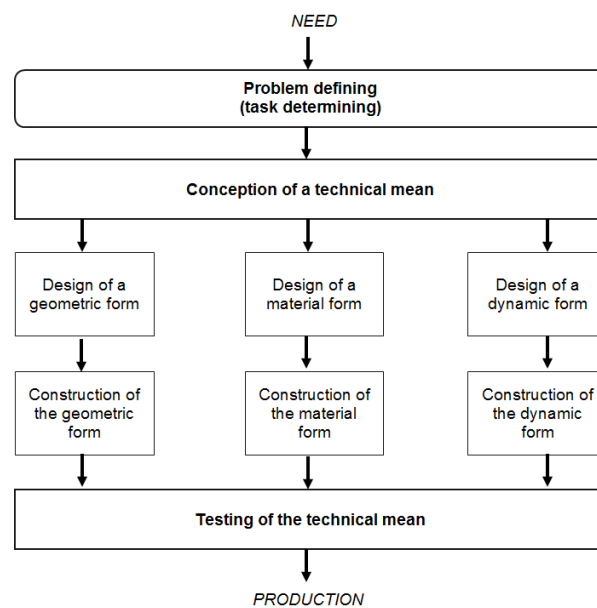 NEED
Problem defining
(task determining)
Conception of a technical mean
Design of a
geometric form
Design of a
material form
Design of a
dynamic form
Construction of
the geometric
form
Construction of
the material
form
Construction of
the dynamic
form
Testing of the technical mean
PRODUCTION